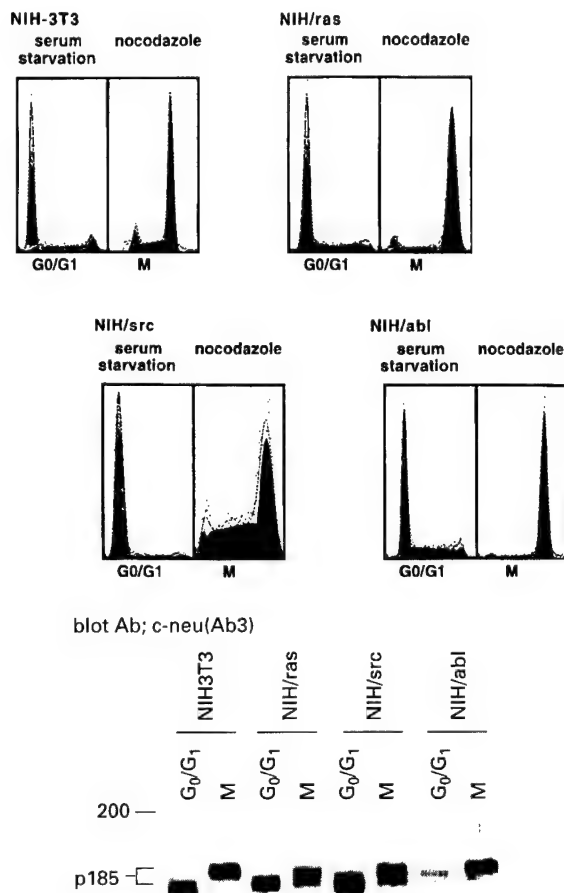 NIH-3T3
serum starvation
nocodazole
G0/G1
M
NIH/ras
serum starvation
nocodazole
G0/G1
M
NIH/src
serum starvation
nocodazole
G0/G1
M
NIH/abl
serum starvation
nocodazole
G0/G1
M
blot Ab; c-neu(Ab3)
NIH3T3
NIH/ras
NIH/src
NIH/abl
G₀/G₁
M
G₀/G₁
M
G₀/G₁
M
G₀/G₁
M
200
p185